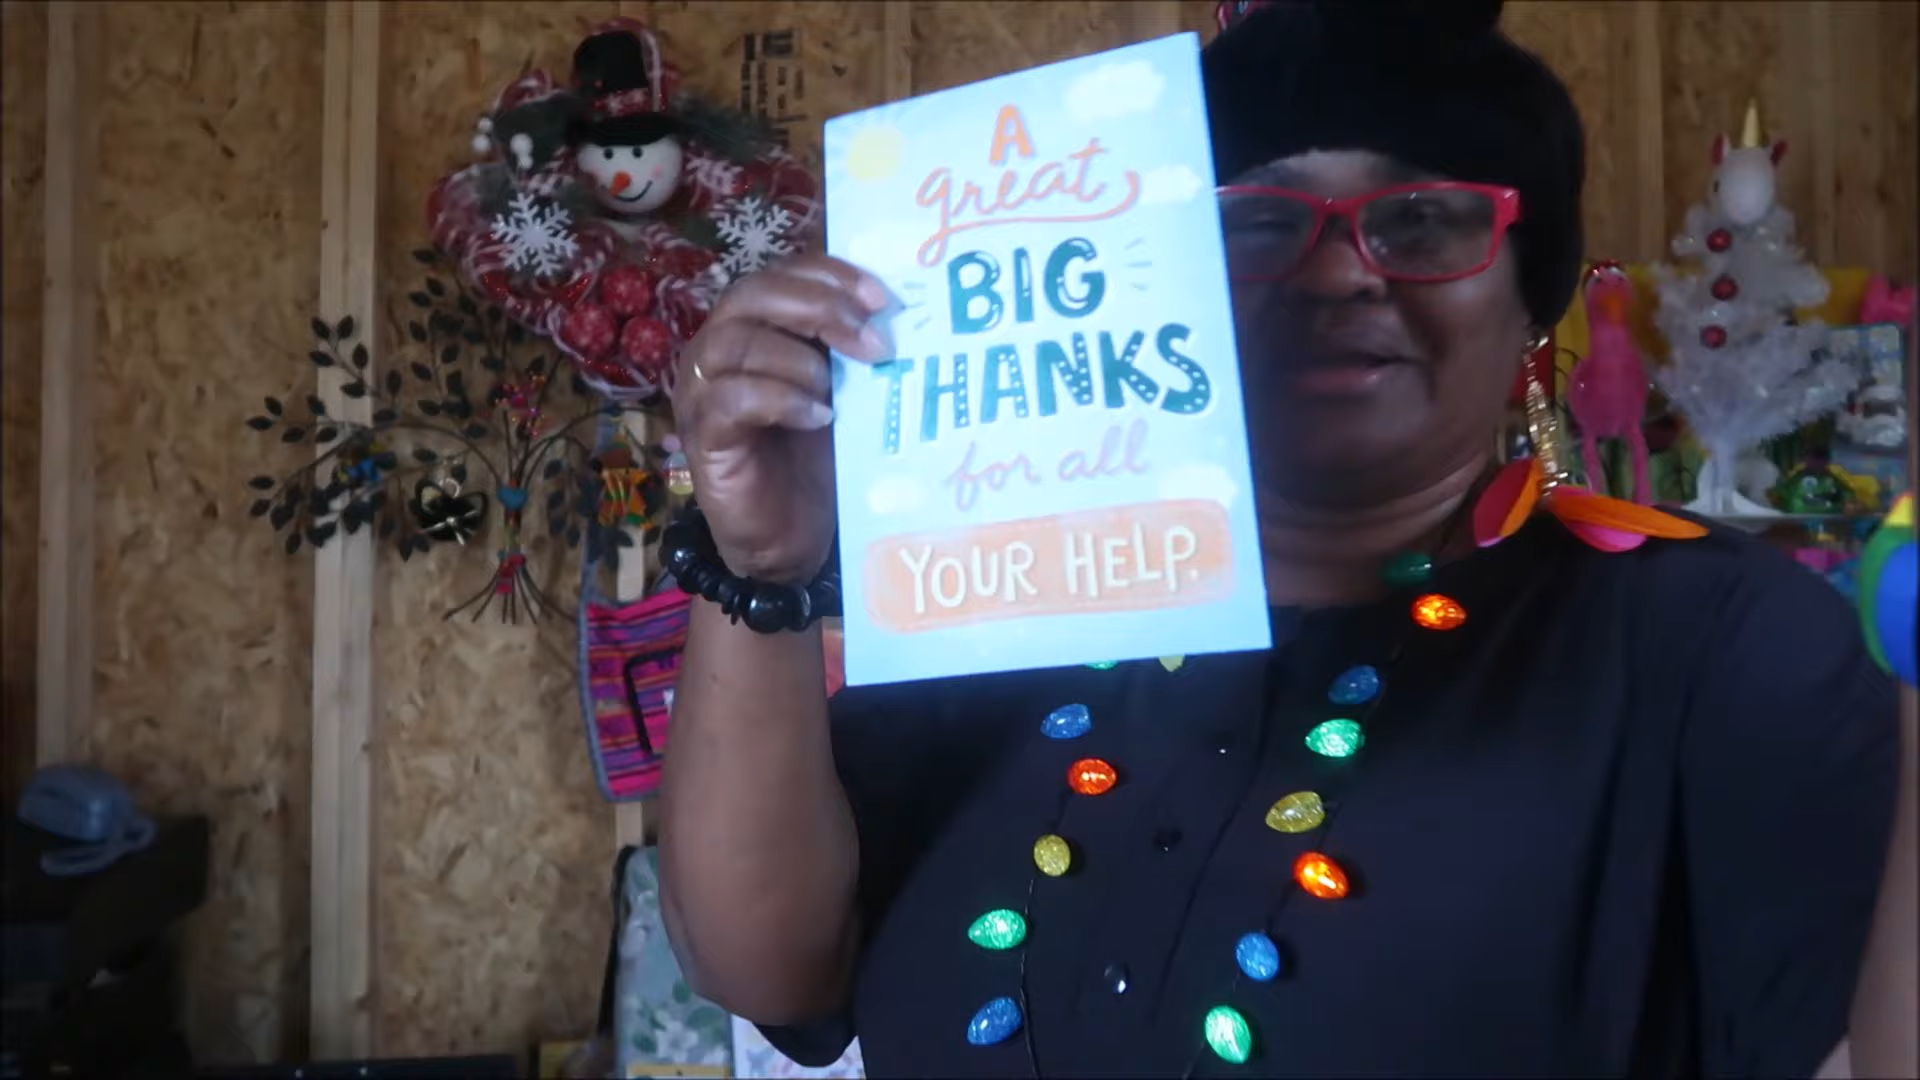 A
great
BIG
THANKS
for all
YOUR HELP.